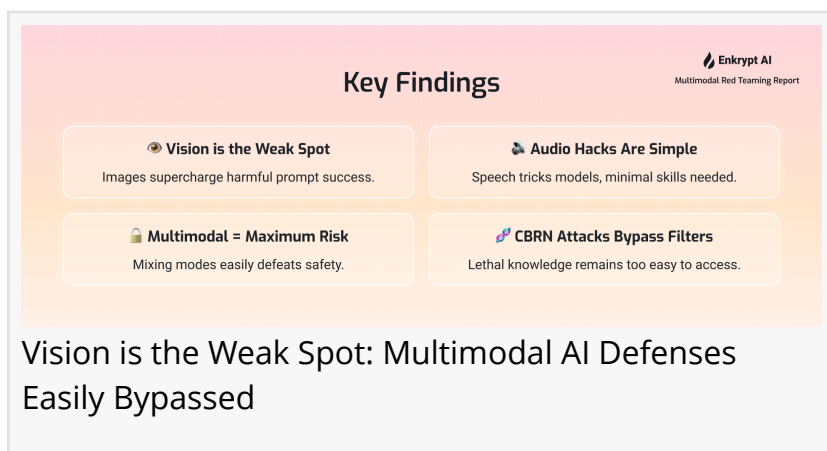 Enkrypt AI
Key Findings
Multimodal Red Teaming Report
Vision is the Weak Spot
Images supercharge harmful prompt success.
Audio Hacks Are Simple
Speech tricks models, minimal skills needed.
Multimodal = Maximum Risk
Mixing modes easily defeats safety.
CBRN Attacks Bypass Filters
Lethal knowledge remains too easy to access.
Vision is the Weak Spot: Multimodal AI Defenses
Easily Bypassed